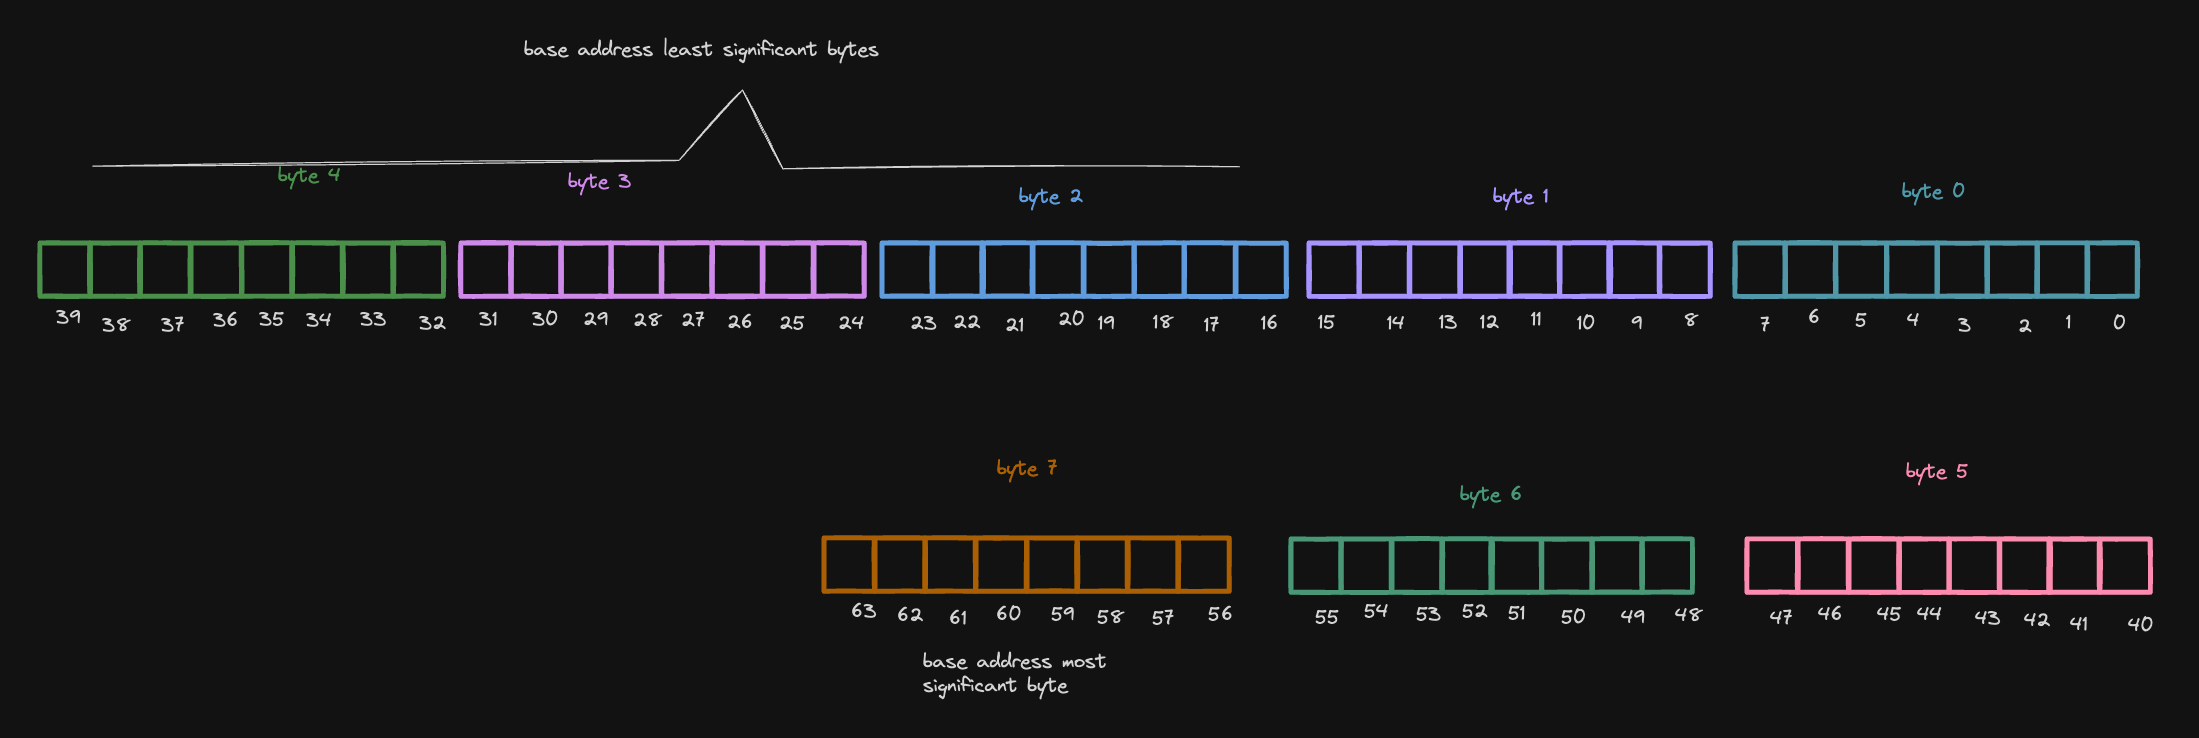 base address least significant bytes
byte 4 byte 3 byte 2 byte 1 byte 0
39 38 37 36 35 34 33 32 31 30 29 28 27 26 25 24 23 22 21 20 19 18 17 16 15 14 13 12 11 10 9 8 7 6 5 4 3 2 1 0
byte 7 byte 6 byte 5
63 62 61 60 59 58 57 56 55 54 53 52 51 50 49 48 47 46 45 44 43 42 41 40
base address most
significant byte